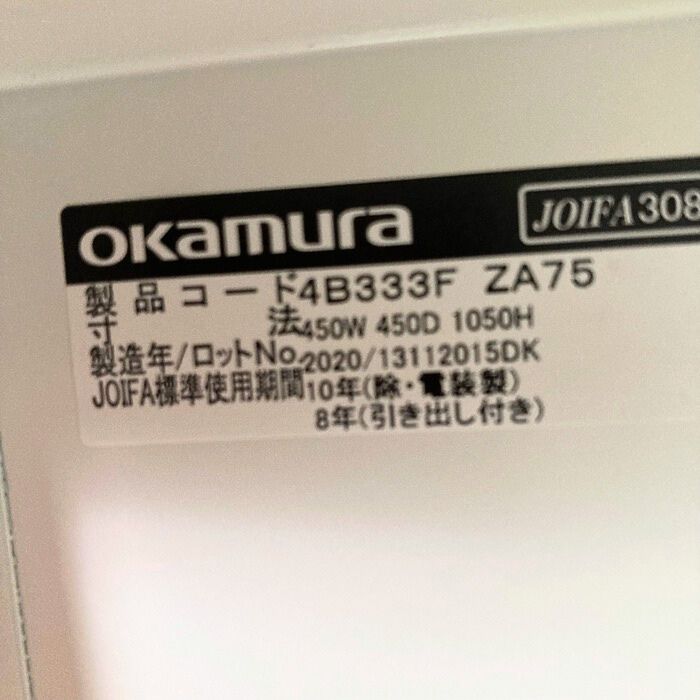 okamura JOIFA308
製品コード4B333F ZA75
寸法450W 450D 1050H
製造年/ロットNo.2020/13112015DK
JOIFA標準使用期間10年(除・電装製)
8年(引き出し付き)